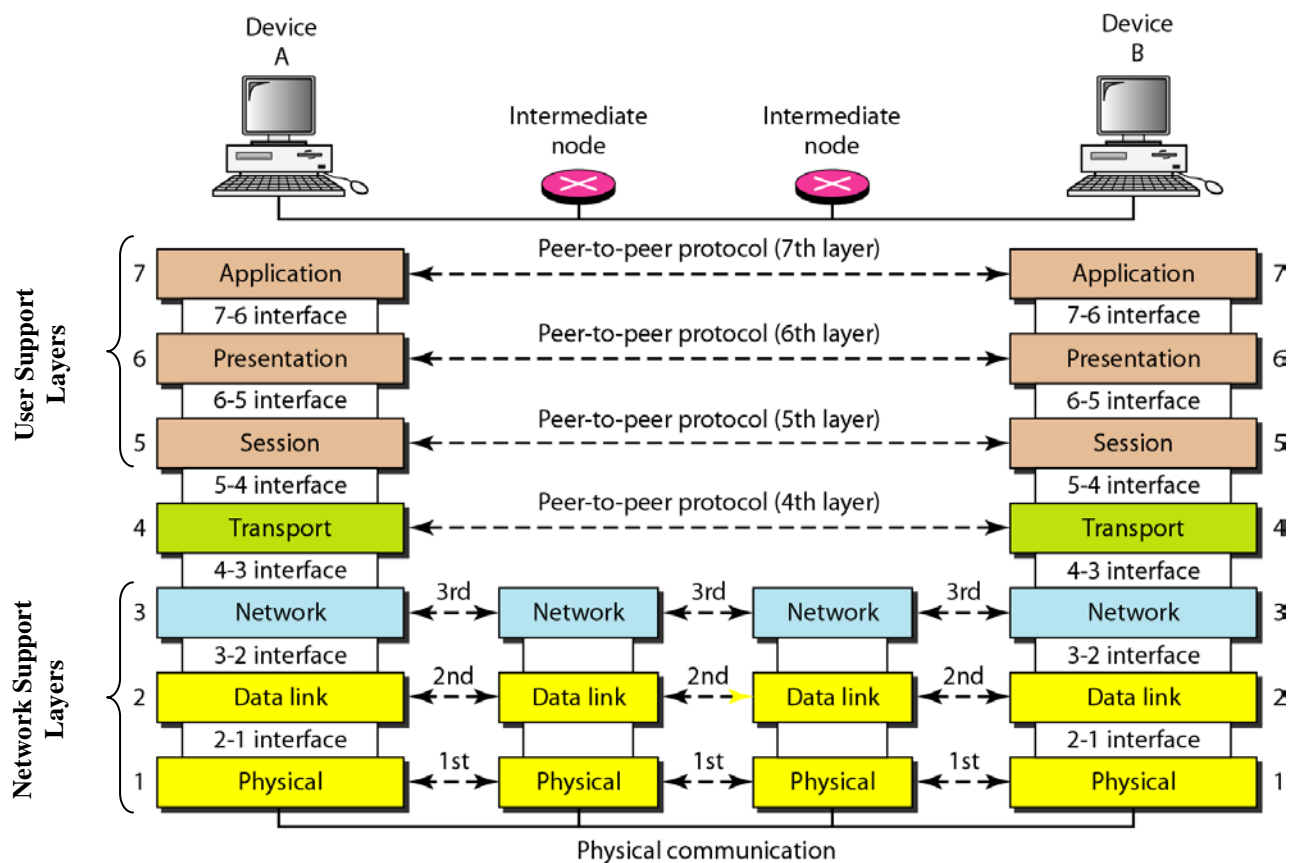 Device
A
Device
B
Intermediate
node
Intermediate
node
User Support
Layers
Network Support
Layers
7 Application Peer-to-peer protocol (7th layer) Application 7
7-6 interface 7-6 interface
6 Presentation Peer-to-peer protocol (6th layer) Presentation 6
6-5 interface 6-5 interface
5 Session Peer-to-peer protocol (5th layer) Session 5
5-4 interface 5-4 interface
4 Transport Peer-to-peer protocol (4th layer) Transport 4
4-3 interface 4-3 interface
3 Network 3rd Network 3rd Network 3rd Network 3
3-2 interface 3-2 interface
2 Data link 2nd Data link 2nd Data link 2nd Data link 2
2-1 interface 2-1 interface
1 Physical 1st Physical 1st Physical 1st Physical 1
Physical communication